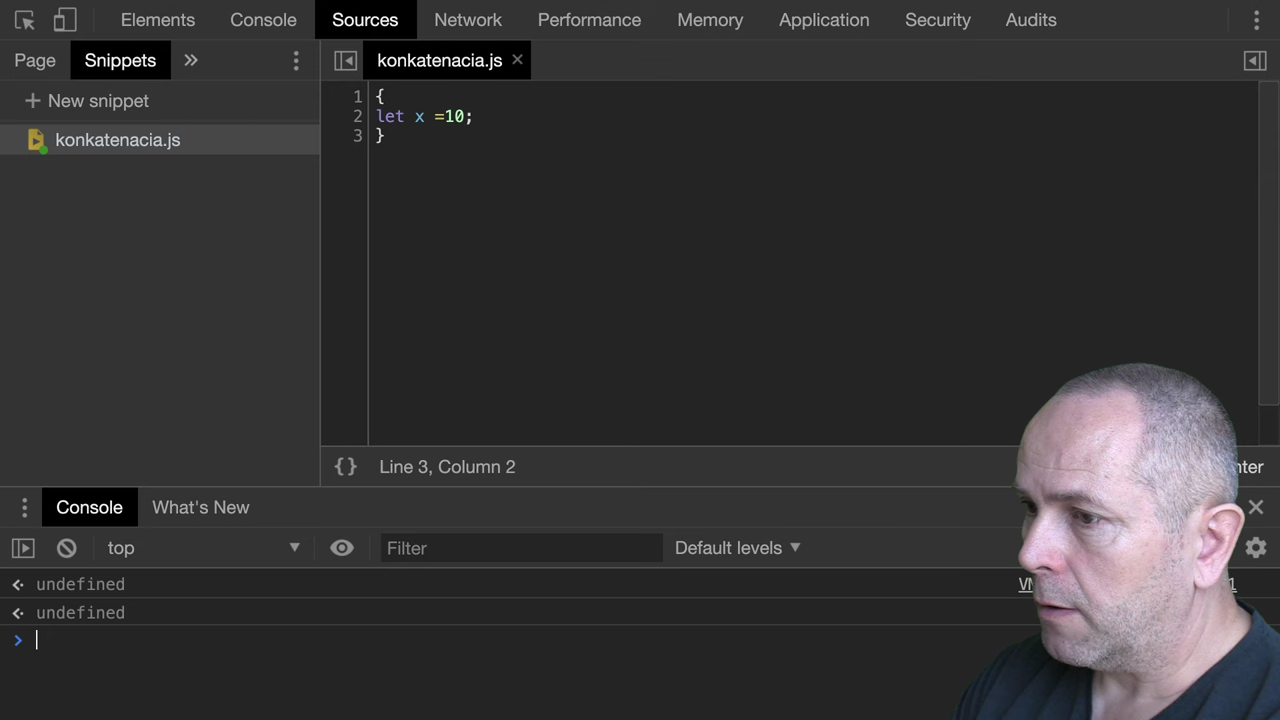 Elements Console Sources Network Performance Memory Application Security Audits
Page Snippets » konkatenacia.js ×
+ New snippet
konkatenacia.js
1 {
2 let x =10;
3 }
{} Line 3, Column 2
Console What's New
top Filter Default levels ▼
undefined
undefined
>